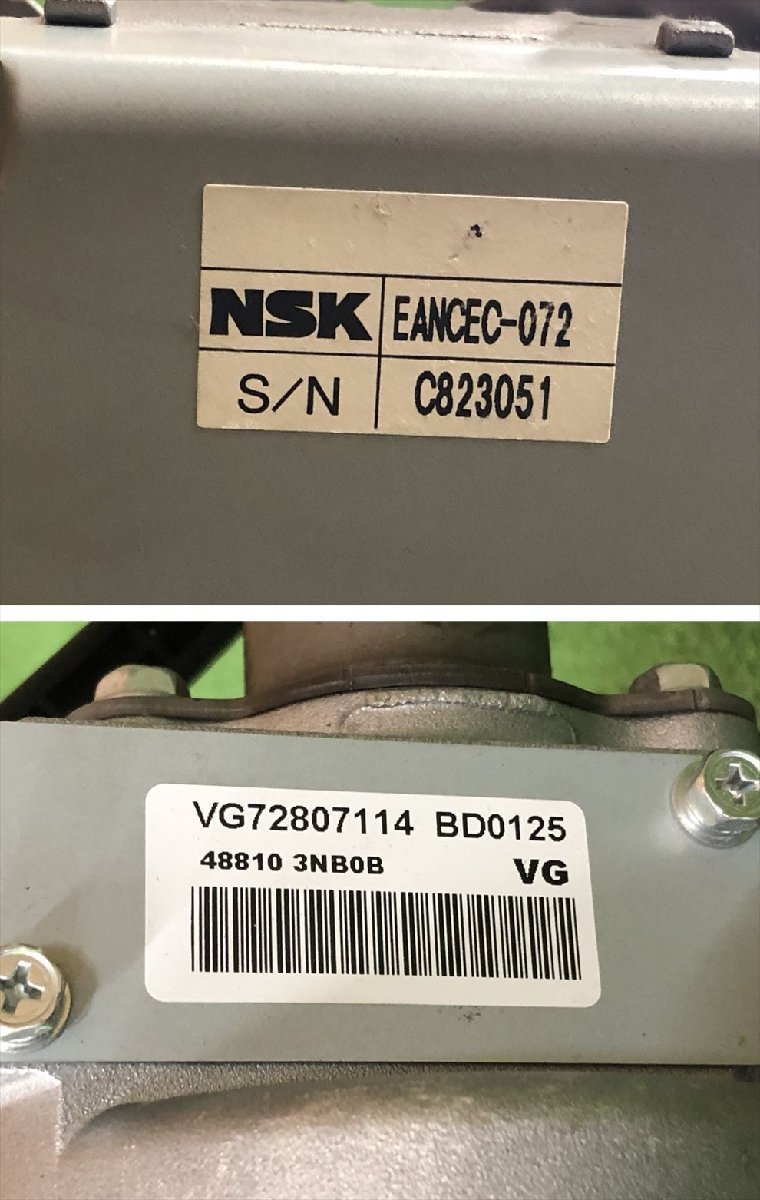 NSK EANCEC-072
S/N C823051
VG72807114 BD0125
48810 3NB0B VG